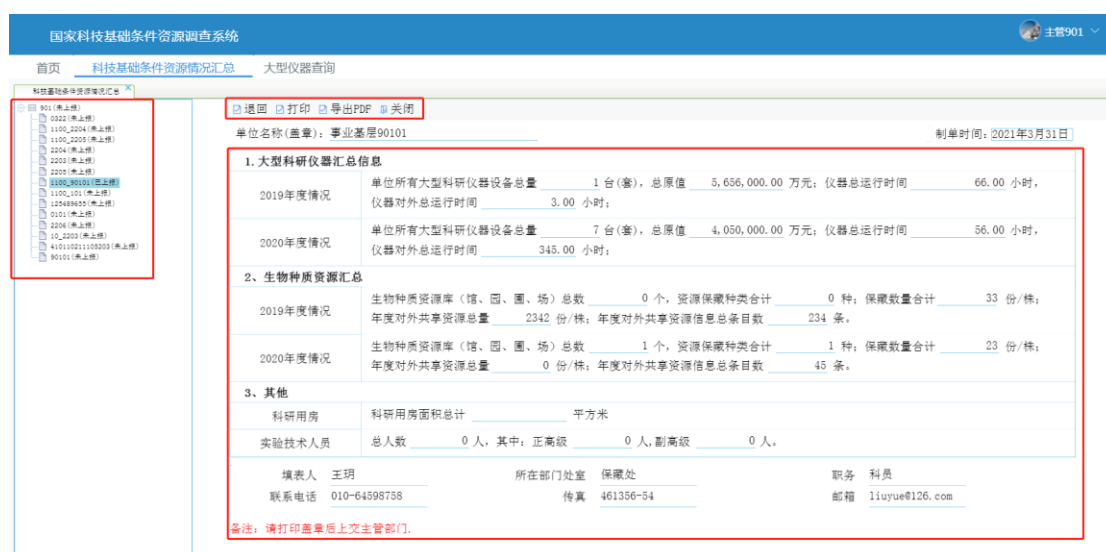 国家科技基础条件资源调查系统
主管901
首页 科技基础条件资源情况汇总 大型仪器查询
科技基础条件资源情况汇总 ×
901(未上报)
0322(未上报)
1100_2204(未上报)
1100_2205(未上报)
2204(未上报)
2203(未上报)
2205(未上报)
1100_90101(已上报)
1100_101(未上报)
125489655(未上报)
0101(未上报)
2206(未上报)
10_2203(未上报)
410110211105203(未上报)
90101(未上报)
退回 打印 导出PDF 关闭
单位名称(盖章): 事业基层90101 制单时间: 2021年3月31日
1.大型科研仪器汇总信息
2019年度情况
单位所有大型科研仪器设备总量 1 台(套), 总原值 5,656,000.00 万元; 仪器总运行时间 66.00 小时,
仪器对外总运行时间 3.00 小时;
2020年度情况
单位所有大型科研仪器设备总量 7 台(套), 总原值 4,050,000.00 万元; 仪器总运行时间 56.00 小时,
仪器对外总运行时间 345.00 小时;
2、生物种质资源汇总
2019年度情况
生物种质资源库(馆、园、圃、场)总数 0 个, 资源保藏种类合计 0 种; 保藏数量合计 33 份/株;
年度对外共享资源总量 2342 份/株; 年度对外共享资源信息总条目数 234 条。
2020年度情况
生物种质资源库(馆、园、圃、场)总数 1 个, 资源保藏种类合计 1 种; 保藏数量合计 23 份/株;
年度对外共享资源总量 0 份/株; 年度对外共享资源信息总条目数 45 条。
3、其他
科研用房 科研用房面积总计 平方米
实验技术人员 总人数 0 人, 其中: 正高级 0 人,副高级 0 人。
填表人 王玥 所在部门处室 保藏处 职务 科员
联系电话 010-64598758 传真 461356-54 邮箱 liuyue@126.com
备注: 请打印盖章后上交主管部门.